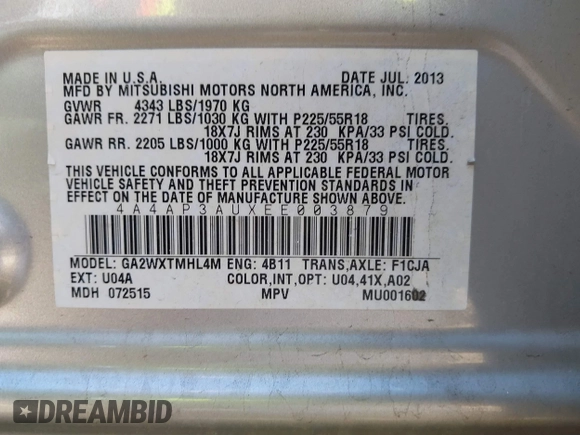 MADE IN U.S.A. DATE JUL. 2013
MFD BY MITSUBISHI MOTORS NORTH AMERICA, INC.
GVWR 4343 LBS/1970 KG
GAWR FR. 2271 LBS/1030 KG WITH P225/55R18 TIRES.
18X7J RIMS AT 230 KPA/33 PSI COLD.
GAWR RR. 2205 LBS/1000 KG WITH P225/55R18 TIRES.
18X7J RIMS AT 230 KPA/33 PSI COLD.
THIS VEHICLE CONFORMS TO ALL APPLICABLE FEDERAL MOTOR
VEHICLE SAFETY AND THEFT PREVENTION STANDARDS IN
EFFECT ON THE DATE OF MANUFACTURE SHOWN ABOVE.
4A4AP3AUXEE003879
MODEL: GA2WXTMHL4M ENG: 4B11 TRANS,AXLE: F1CJA
EXT: U04A COLOR,INT,OPT: U04,41X,A02
MDH 072515 MPV MU001602
DREAMBID